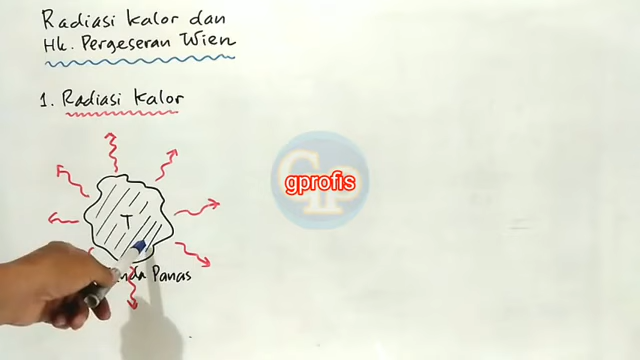 Radiasi Kalor dan
Hk. Pergeseran Wien
1. Radiasi Kalor
T
Panas
gprofis